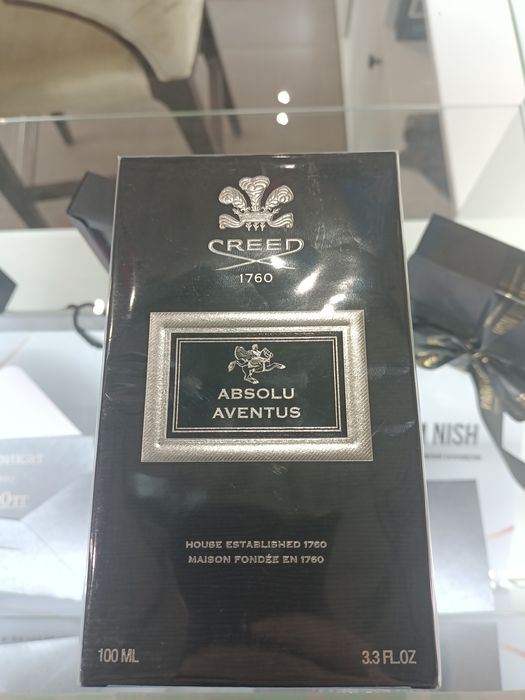 CREED
1760
ABSOLU
AVENTUS
HOUSE ESTABLISHED 1760
MAISON FONDÉE EN 1760
100 ML
3.3 FL.OZ
NISH